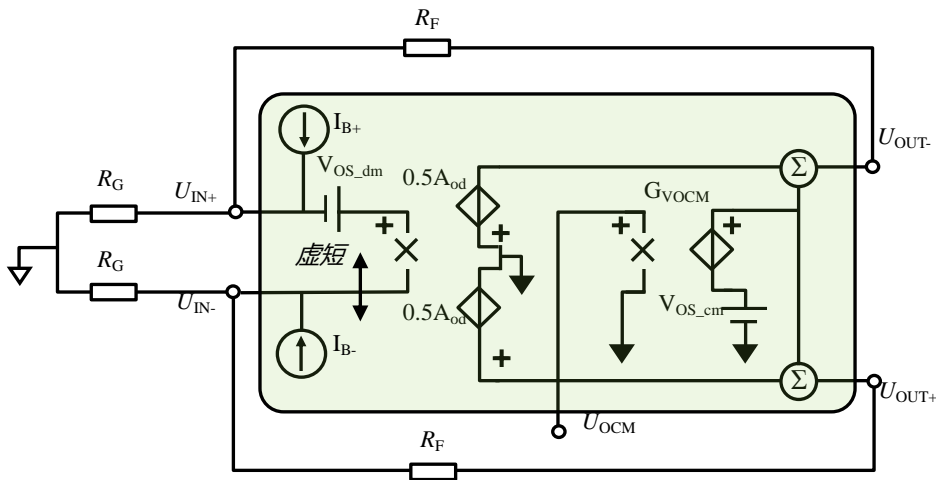 R_F
I_B+
U_OUT-
V_OS_dm
0.5A_od
G_VOCM
Σ
R_G
U_IN+
+
+
+
+
虚短
R_G
U_IN-
0.5A_od
V_OS_cm
I_B-
+
Σ
U_OUT+
U_OCM
R_F